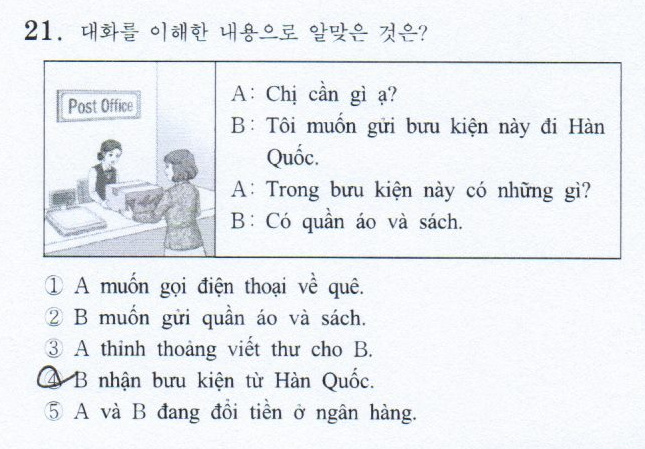 21. 대화를 이해한 내용으로 알맞은 것은?
Post Office
A: Chị cần gì ạ?
B: Tôi muốn gửi bưu kiện này đi Hàn
Quốc.
A: Trong bưu kiện này có những gì?
B: Có quần áo và sách.
① A muốn gọi điện thoại về quê.
② B muốn gửi quần áo và sách.
③ A thỉnh thoảng viết thư cho B.
④ B nhận bưu kiện từ Hàn Quốc.
⑤ A và B đang đổi tiền ở ngân hàng.